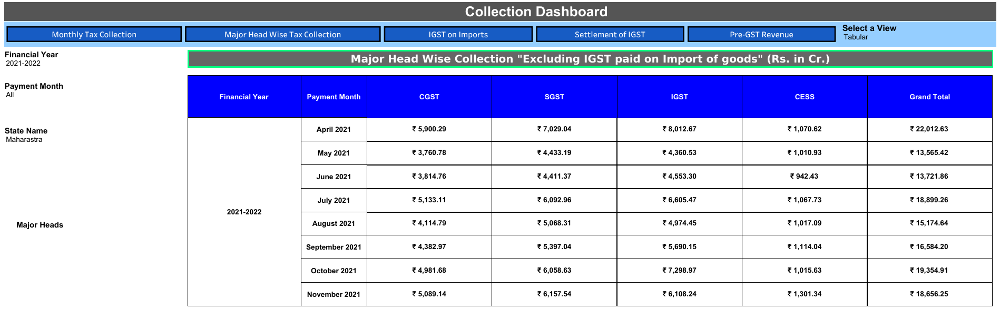 Collection Dashboard
Monthly Tax Collection Major Head Wise Tax Collection IGST on Imports Settlement of IGST Pre-GST Revenue Select a View
Tabular
Financial Year
2021-2022
Payment Month
All
State Name
Maharastra
Major Heads
Major Head Wise Collection "Excluding IGST paid on Import of goods" (Rs. in Cr.)
Financial Year Payment Month CGST SGST IGST CESS Grand Total
2021-2022
April 2021 ₹ 5,900.29 ₹ 7,029.04 ₹ 8,012.67 ₹ 1,070.62 ₹ 22,012.63
May 2021 ₹ 3,760.78 ₹ 4,433.19 ₹ 4,360.53 ₹ 1,010.93 ₹ 13,565.42
June 2021 ₹ 3,814.76 ₹ 4,411.37 ₹ 4,553.30 ₹ 942.43 ₹ 13,721.86
July 2021 ₹ 5,133.11 ₹ 6,092.96 ₹ 6,605.47 ₹ 1,067.73 ₹ 18,899.26
August 2021 ₹ 4,114.79 ₹ 5,068.31 ₹ 4,974.45 ₹ 1,017.09 ₹ 15,174.64
September 2021 ₹ 4,382.97 ₹ 5,397.04 ₹ 5,690.15 ₹ 1,114.04 ₹ 16,584.20
October 2021 ₹ 4,981.68 ₹ 6,058.63 ₹ 7,298.97 ₹ 1,015.63 ₹ 19,354.91
November 2021 ₹ 5,089.14 ₹ 6,157.54 ₹ 6,108.24 ₹ 1,301.34 ₹ 18,656.25